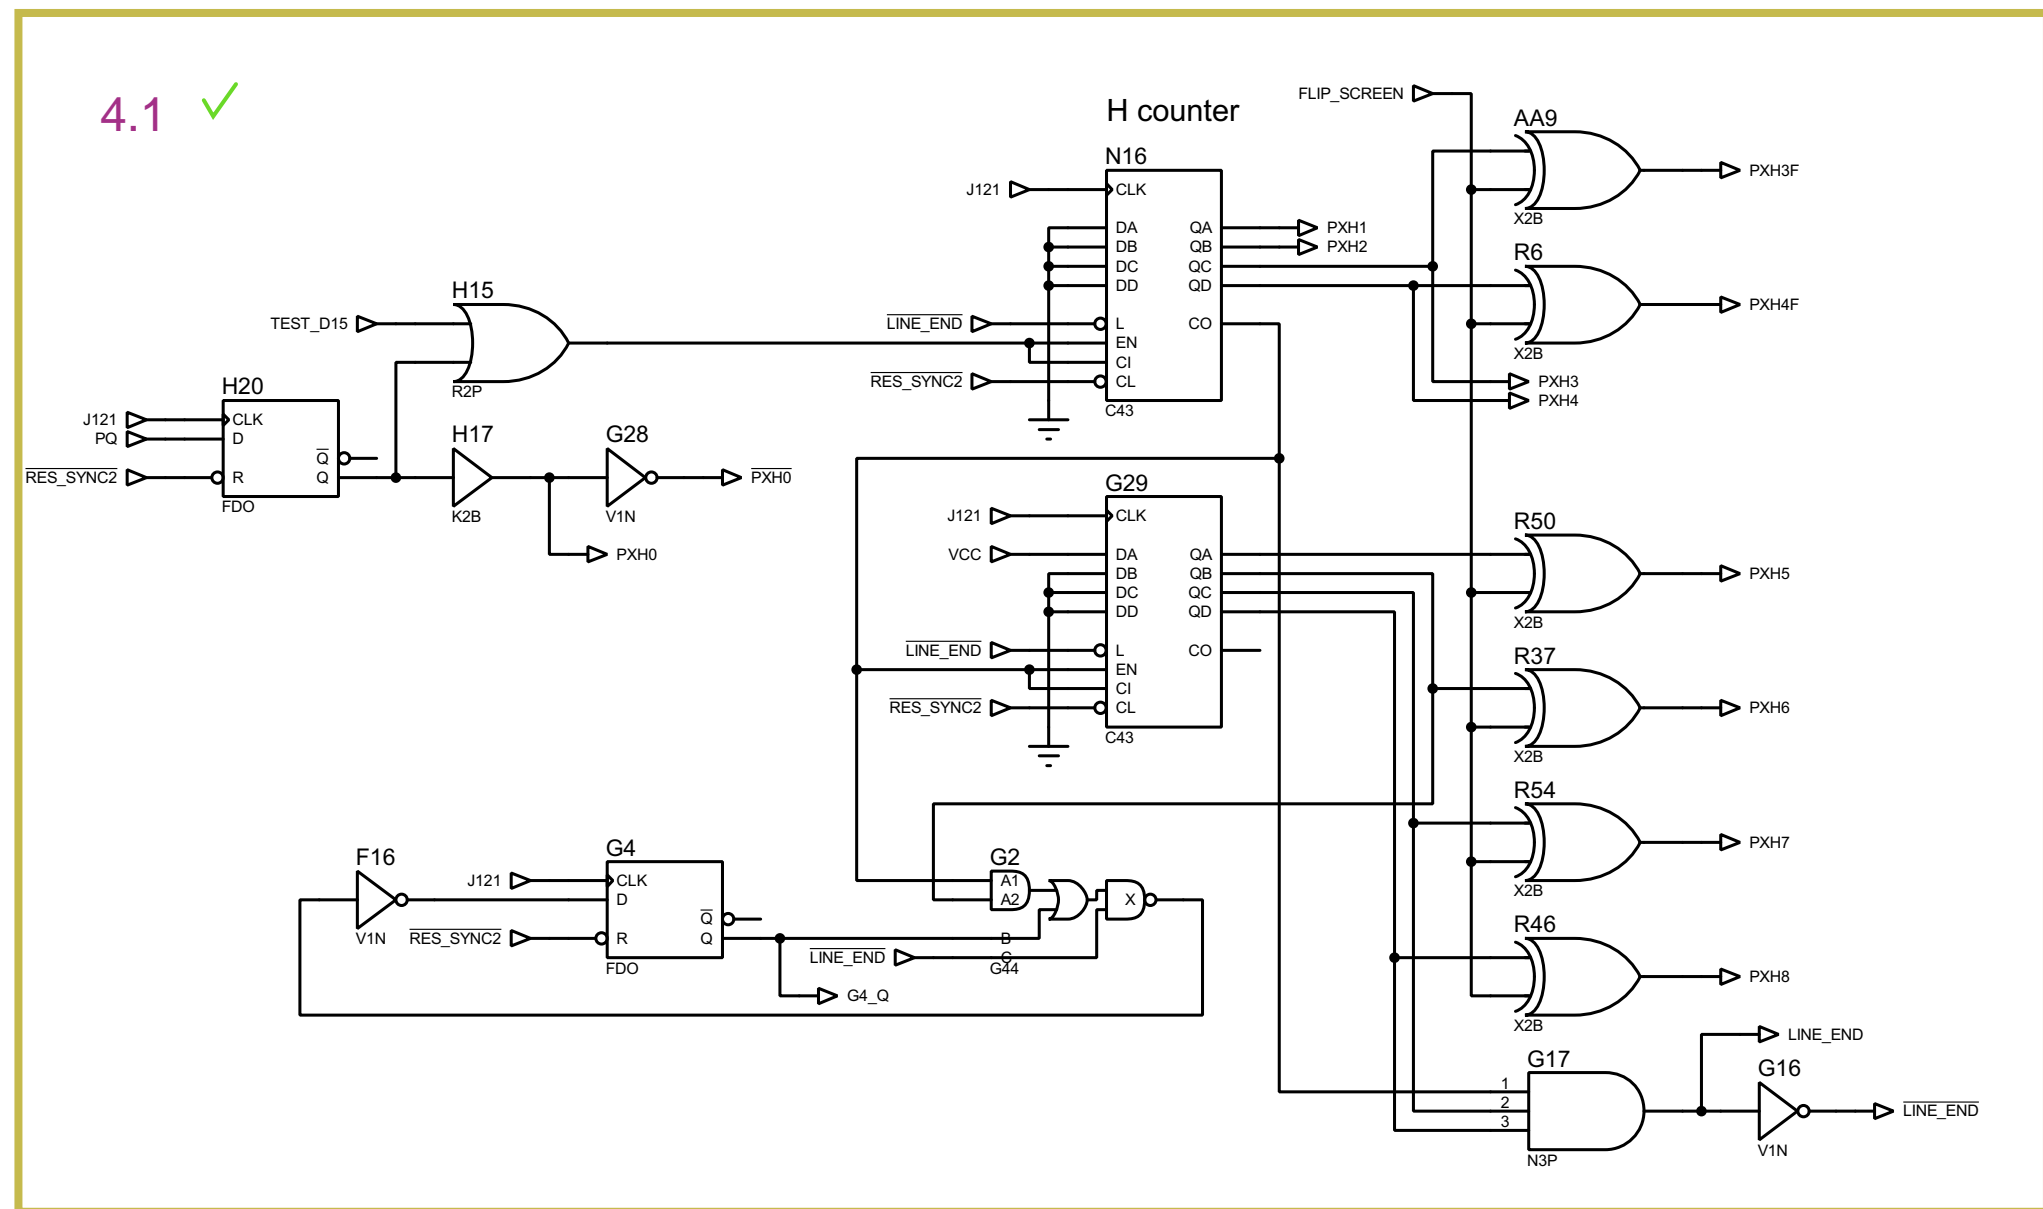 4.1
H counter
FLIP_SCREEN
AA9
X2B
PXH3F
N16
J121
CLK
DA QA PXH1
DB QB PXH2
DC QC
DD QD
LINE_END L CO
EN
CI
RES_SYNC2 CL
C43
R6
X2B
PXH4F
PXH3
PXH4
H15
TEST_D15
R2P
H20
J121 CLK
PQ D
Q
RES_SYNC2 R Q
FDO
H17
K2B
G28
V1N
PXH0
PXH0
G29
J121 CLK
VCC DA QA
DB QB
DC QC
DD QD
LINE_END L CO
EN
CI
RES_SYNC2 CL
C43
R50
X2B
PXH5
R37
X2B
PXH6
R54
X2B
PXH7
R46
X2B
PXH8
F16
V1N
G4
J121 CLK
D
Q
RES_SYNC2 R Q
FDO
G4_Q
G2
A1
A2
X
B
LINE_END C
G44
G17
1
2
3
N3P
LINE_END
G16
V1N
LINE_END